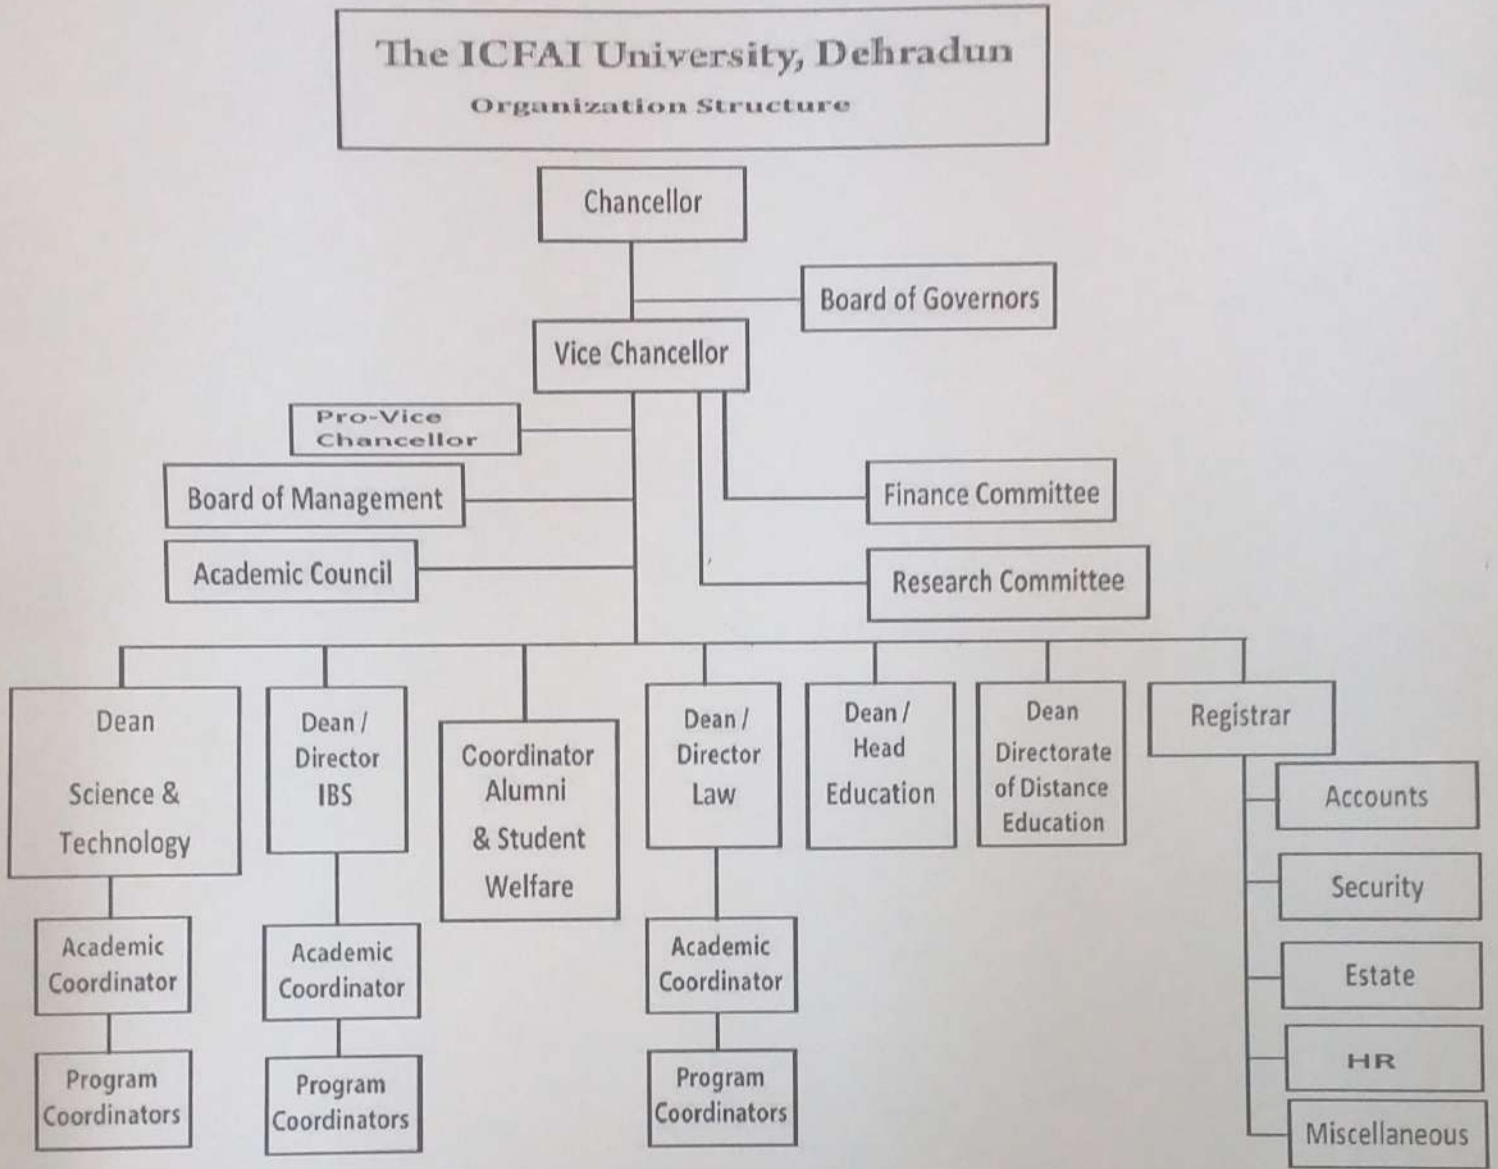 The ICFAI University, Dehradun
Organization Structure
Chancellor
Board of Governors
Vice Chancellor
Pro-Vice
Chancellor
Board of Management
Finance Committee
Academic Council
Research Committee
Dean
Science &
Technology
Dean /
Director
IBS
Coordinator
Alumni
& Student
Welfare
Dean /
Director
Law
Dean /
Head
Education
Dean
Directorate
of Distance
Education
Registrar
Accounts
Security
Estate
HR
Miscellaneous
Academic
Coordinator
Academic
Coordinator
Academic
Coordinator
Program
Coordinators
Program
Coordinators
Program
Coordinators